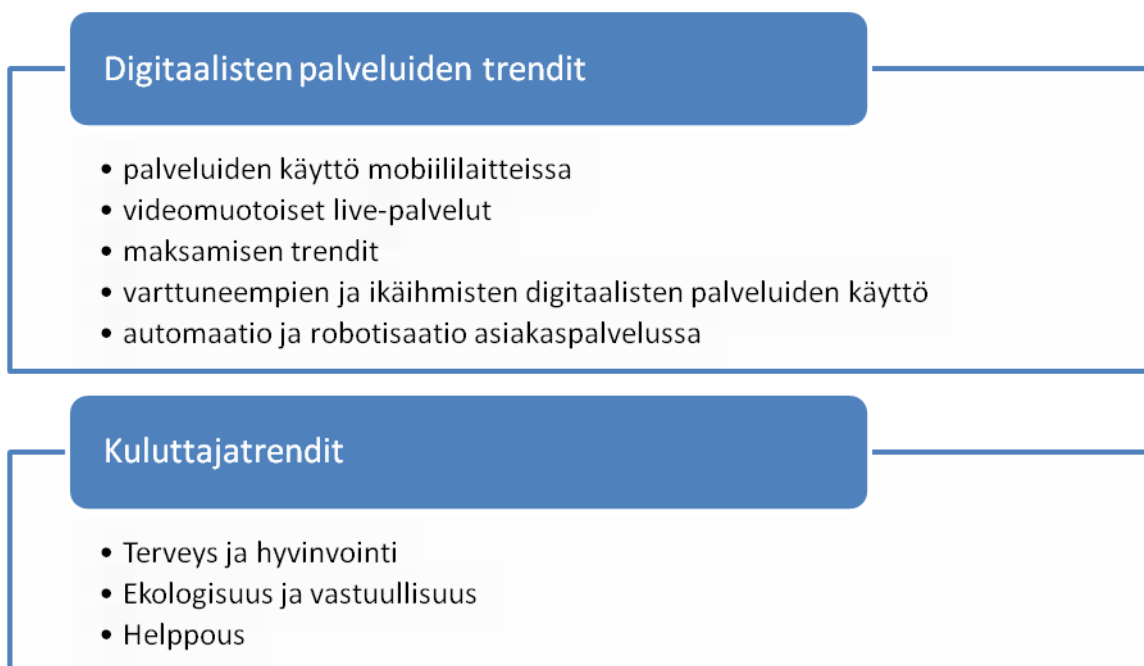 Digitaalisten palveluiden trendit
• palveluiden käyttö mobiililaitteissa
• videomuotoiset live-palvelut
• maksamisen trendit
• varttuneempien ja ikäihmisten digitaalisten palveluiden käyttö
• automaatio ja robotisaatio asiakaspalvelussa
Kuluttajatrendit
• Terveys ja hyvinvointi
• Ekologisuus ja vastuullisuus
• Helppous